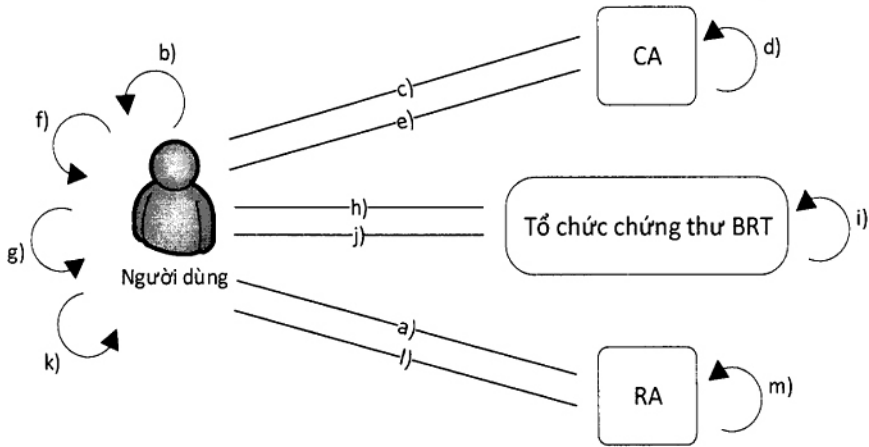 b)
CA
d)
c)
f)
e)
h)
Tổ chức chứng thư BRT
i)
j)
g)
Người dùng
a)
k)
l)
RA
m)